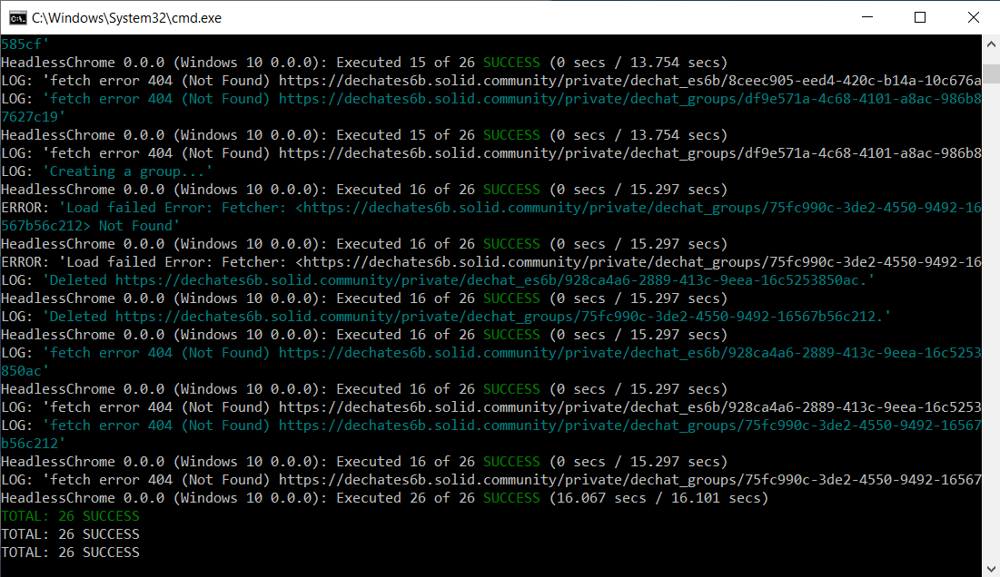 C:\Windows\System32\cmd.exe
585cf'
HeadlessChrome 0.0.0 (Windows 10 0.0.0): Executed 15 of 26 SUCCESS (0 secs / 13.754 secs)
LOG: 'fetch error 404 (Not Found) https://dechates6b.solid.community/private/dechat_es6b/8ceec905-eed4-420c-b14a-10c676a
LOG: 'fetch error 404 (Not Found) https://dechates6b.solid.community/private/dechat_groups/df9e571a-4c68-4101-a8ac-986b8
7627c19'
HeadlessChrome 0.0.0 (Windows 10 0.0.0): Executed 15 of 26 SUCCESS (0 secs / 13.754 secs)
LOG: 'fetch error 404 (Not Found) https://dechates6b.solid.community/private/dechat_groups/df9e571a-4c68-4101-a8ac-986b8
LOG: 'Creating a group...'
HeadlessChrome 0.0.0 (Windows 10 0.0.0): Executed 16 of 26 SUCCESS (0 secs / 15.297 secs)
ERROR: 'Load failed Error: Fetcher: <https://dechates6b.solid.community/private/dechat_groups/75fc990c-3de2-4550-9492-16
567b56c212> Not Found'
HeadlessChrome 0.0.0 (Windows 10 0.0.0): Executed 16 of 26 SUCCESS (0 secs / 15.297 secs)
ERROR: 'Load failed Error: Fetcher: <https://dechates6b.solid.community/private/dechat_groups/75fc990c-3de2-4550-9492-16
LOG: 'Deleted https://dechates6b.solid.community/private/dechat_es6b/928ca4a6-2889-413c-9eea-16c5253850ac.'
HeadlessChrome 0.0.0 (Windows 10 0.0.0): Executed 16 of 26 SUCCESS (0 secs / 15.297 secs)
LOG: 'Deleted https://dechates6b.solid.community/private/dechat_groups/75fc990c-3de2-4550-9492-16567b56c212.'
HeadlessChrome 0.0.0 (Windows 10 0.0.0): Executed 16 of 26 SUCCESS (0 secs / 15.297 secs)
LOG: 'fetch error 404 (Not Found) https://dechates6b.solid.community/private/dechat_es6b/928ca4a6-2889-413c-9eea-16c5253
850ac'
HeadlessChrome 0.0.0 (Windows 10 0.0.0): Executed 16 of 26 SUCCESS (0 secs / 15.297 secs)
LOG: 'fetch error 404 (Not Found) https://dechates6b.solid.community/private/dechat_es6b/928ca4a6-2889-413c-9eea-16c5253
LOG: 'fetch error 404 (Not Found) https://dechates6b.solid.community/private/dechat_groups/75fc990c-3de2-4550-9492-16567
b56c212'
HeadlessChrome 0.0.0 (Windows 10 0.0.0): Executed 16 of 26 SUCCESS (0 secs / 15.297 secs)
LOG: 'fetch error 404 (Not Found) https://dechates6b.solid.community/private/dechat_groups/75fc990c-3de2-4550-9492-16567
HeadlessChrome 0.0.0 (Windows 10 0.0.0): Executed 26 of 26 SUCCESS (16.067 secs / 16.101 secs)
TOTAL: 26 SUCCESS
TOTAL: 26 SUCCESS
TOTAL: 26 SUCCESS